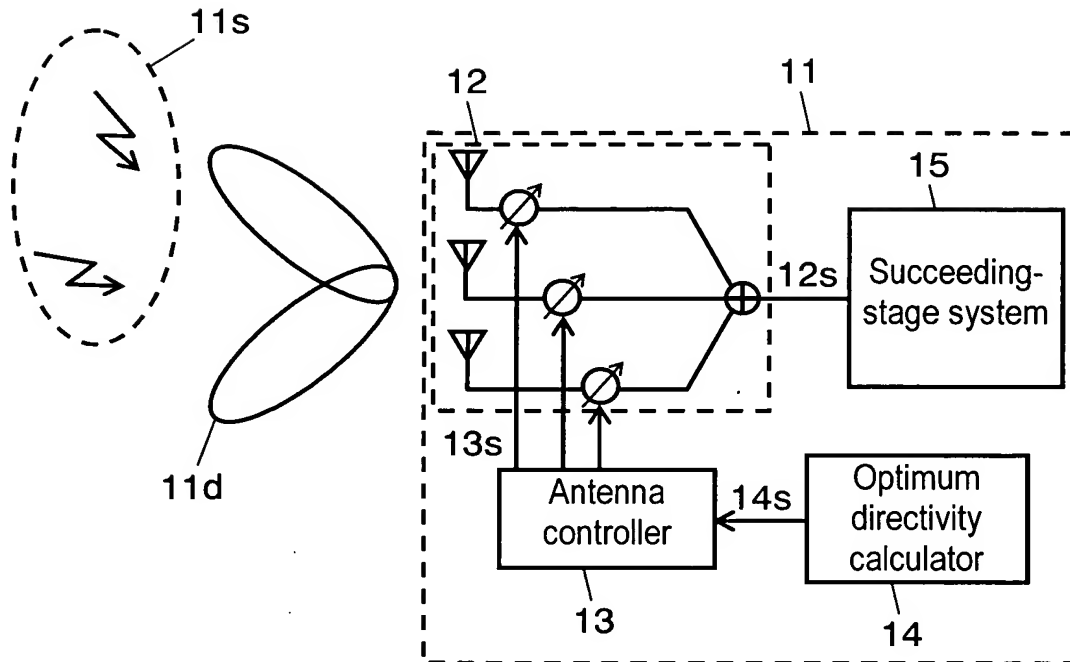 11s
12
11
15
12s
Succeeding-
stage system
13s
11d
Antenna
controller
14s
Optimum
directivity
calculator
13
14